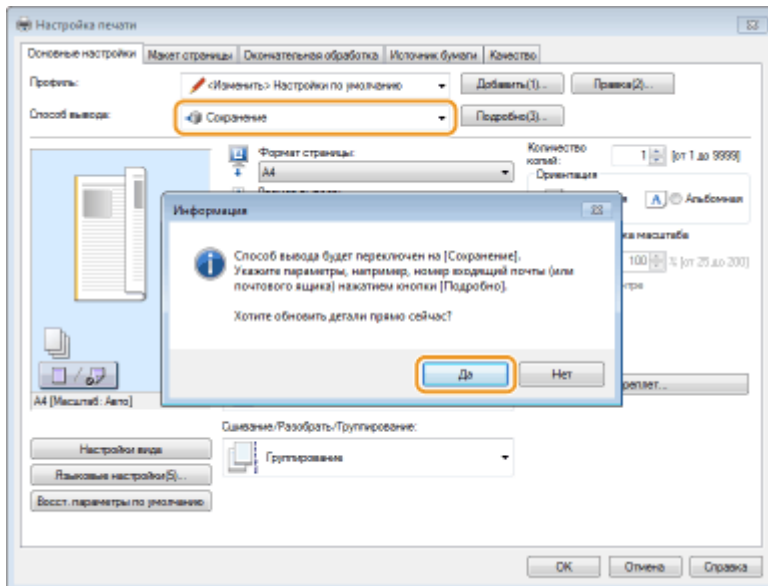 Настройка печати
Основные настройки Макет страницы Окончательная обработка Источник бумаги Качество
Профиль: <Изменить> Настройки по умолчанию Добавить(1)... Правка(2)...
Способ вывода: Сохранение Подробно(3)...
Формат страницы:
A4
Количество копий: 1 [от 1 до 9999]
Ориентация
A Альбомная
масштаба
100 % [от 25 до 200]
Информация
Способ вывода будет переключен на [Сохранение].
Укажите параметры, например, номер входящий почты (или
почтового ящика) нажатием кнопки [Подробно].
Хотите обновить детали прямо сейчас?
Да Нет
A4 [Масштаб: Авто]
Сшивание/Разобрать/Группирование:
Группирование
Настройки вида
Языковые настройки(5)...
Восст. параметры по умолчанию
OK Отмена Справка